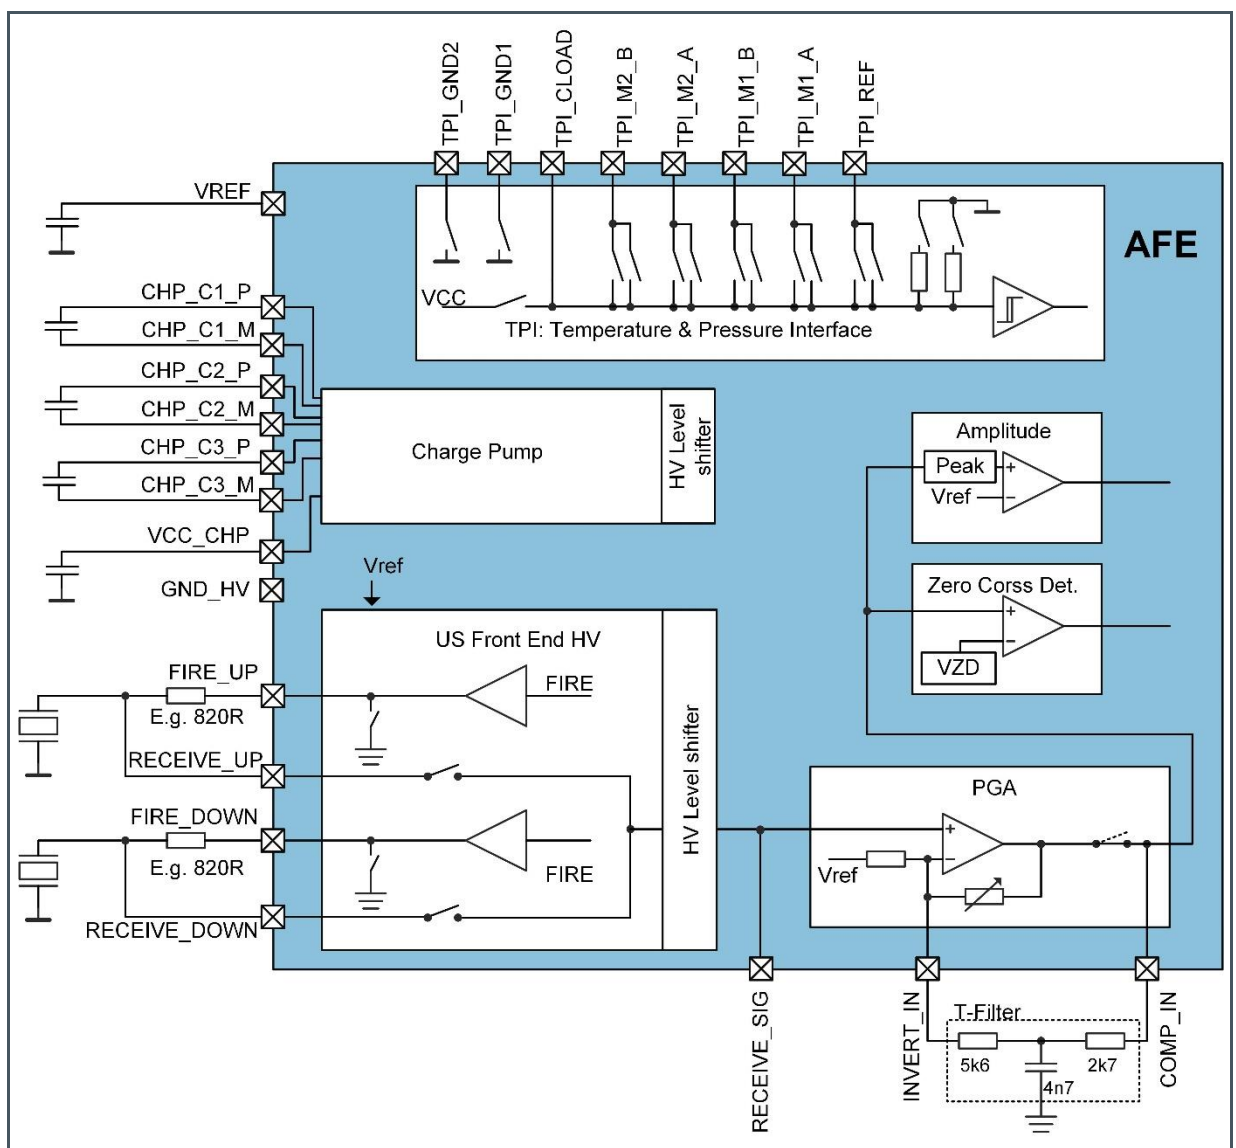 TPI_GND2
TPI_GND1
TPI_CLOAD
TPI_M2_B
TPI_M2_A
TPI_M1_B
TPI_M1_A
TPI_REF
VREF
AFE
VCC
TPI: Temperature & Pressure Interface
CHP_C1_P
CHP_C1_M
CHP_C2_P
CHP_C2_M
CHP_C3_P
CHP_C3_M
VCC_CHP
GND_HV
Charge Pump
HV Level
shifter
Amplitude
Peak
+
Vref
−
Zero Corss Det.
+
−
VZD
Vref
US Front End HV
FIRE_UP
FIRE
E.g. 820R
RECEIVE_UP
FIRE_DOWN
E.g. 820R
FIRE
RECEIVE_DOWN
HV Level shifter
PGA
+
−
Vref
RECEIVE_SIG
INVERT_IN
COMP_IN
T-Filter
5k6
2k7
4n7